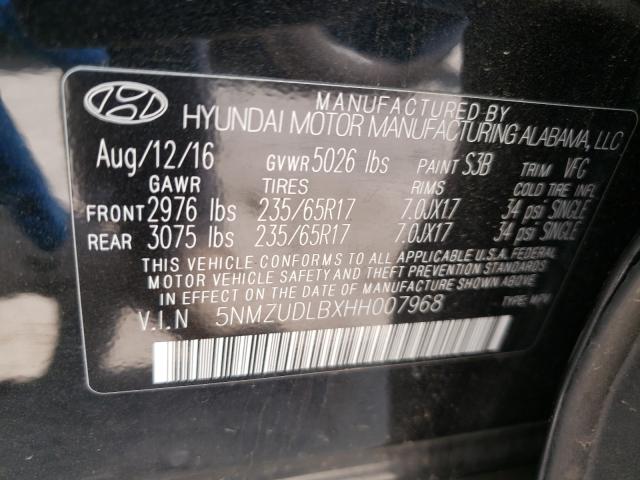 MANUFACTURED BY
HYUNDAI MOTOR MANUFACTURING ALABAMA, LLC
Aug/12/16 GVWR 5026 lbs PAINT S3B TRIM VFC
GAWR TIRES RIMS COLD TIRE INFL
FRONT 2976 lbs 235/65R17 7.0JX17 34 psi SINGLE
REAR 3075 lbs 235/65R17 7.0JX17 34 psi SINGLE
THIS VEHICLE CONFORMS TO ALL APPLICABLE U.S.A. FEDERAL
MOTOR VEHICLE SAFETY AND THEFT PREVENTION STANDARDS
IN EFFECT ON THE DATE OF MANUFACTURE SHOWN ABOVE.
V.I.N 5NMZUDLBXHH007968 TYPE: MPV